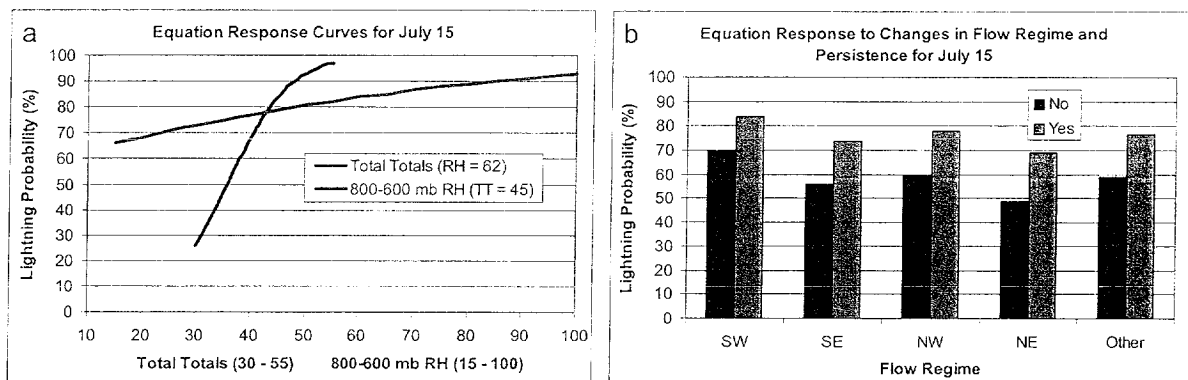 a
Equation Response Curves for July 15
Lightning Probability (%)
100
90
80
70
60
50
40
30
20
10
0
Total Totals (RH = 62)
800-600 mb RH (TT = 45)
10 20 30 40 50 60 70 80 90 100
Total Totals (30 - 55) 800-600 mb RH (15 - 100)
b
Equation Response to Changes in Flow Regime and
Persistence for July 15
Lightning Probability (%)
100
90
80
70
60
50
40
30
20
10
0
No
Yes
SW SE NW NE Other
Flow Regime